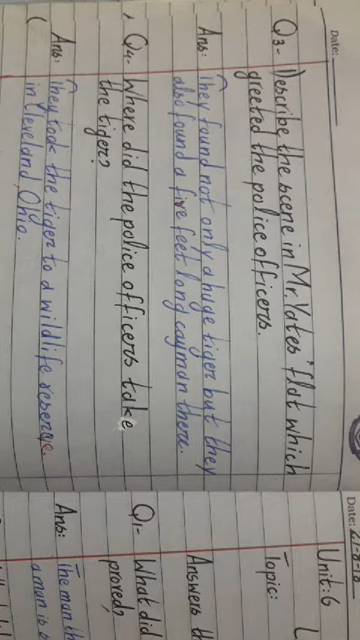 Date:
Q3- Describe the scene in Mr. Yates' flat which
greeted the police officers.
Ans: They found not only a huge tiger but they
also found a five feet long cayman there.
Q4- Where did the police officers take
the tiger?
Ans: They took the tiger to a wildlife reserve
in Cleveland, Ohio.
Date:
Unit: 6
Topic:
Answers
Q1- What did
proved?
Ans: The man
a man is